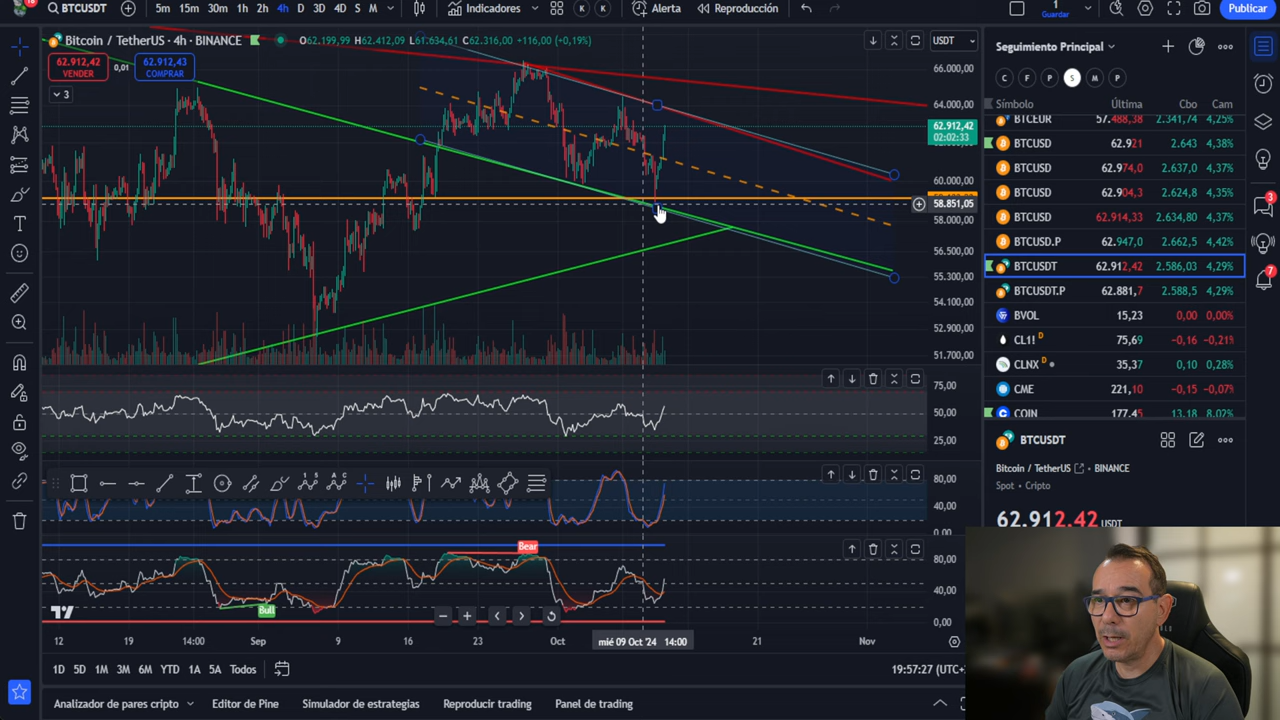 BTCUSDT
5m 15m 30m 1h 2h 4h D 3D 4D S M
Indicadores
K K
Alerta
Reproducción
1
Guardar
Publicar
Bitcoin / TetherUS · 4h · BINANCE
O62.199,99 H62.412,09 L61.634,61 C62.316,00 +116,00 (+0,19%)
USDT
62.912,42
VENDER
0,01
62.912,43
COMPRAR
3
66.000,00
64.000,00
62.912,42
02:02:33
60.000,00
58.851,05
58.000,00
56.500,00
55.300,00
54.100,00
52.900,00
51.700,00
75,00
50,00
25,00
80,00
40,00
0,00
80,00
40,00
0,00
Bear
Bull
12 19 14:00 Sep 9 16 23 Oct mié 09 Oct '24 14:00 21 Nov
1D 5D 1M 3M 6M YTD 1A 5A Todos
19:57:27 (UTC+
Analizador de pares cripto
Editor de Pine
Simulador de estrategias
Reproducir trading
Panel de trading
Seguimiento Principal
C F P S M P
Símbolo Última Cbo Cam
BTCEUR 57.488,38 2.341,74 4,25%
BTCUSD 62.921 2.643 4,38%
BTCUSD 62.974,0 2.637,0 4,37%
BTCUSD 62.904,3 2.624,8 4,35%
BTCUSD 62.914,33 2.634,80 4,37%
BTCUSD.P 62.947,0 2.662,5 4,42%
BTCUSDT 62.912,42 2.586,03 4,29%
BTCUSDT.P 62.881,7 2.588,5 4,29%
BVOL 15,23 0,00 0,00%
CL1! D 75,69 −0,16 −0,21%
CLNX D 35,37 0,10 0,28%
CME 221,10 −0,15 −0,07%
COIN 177,45 13,18 8,02%
3
7
BTCUSDT
Bitcoin / TetherUS
BINANCE
Spot • Cripto
62.912,42 USDT